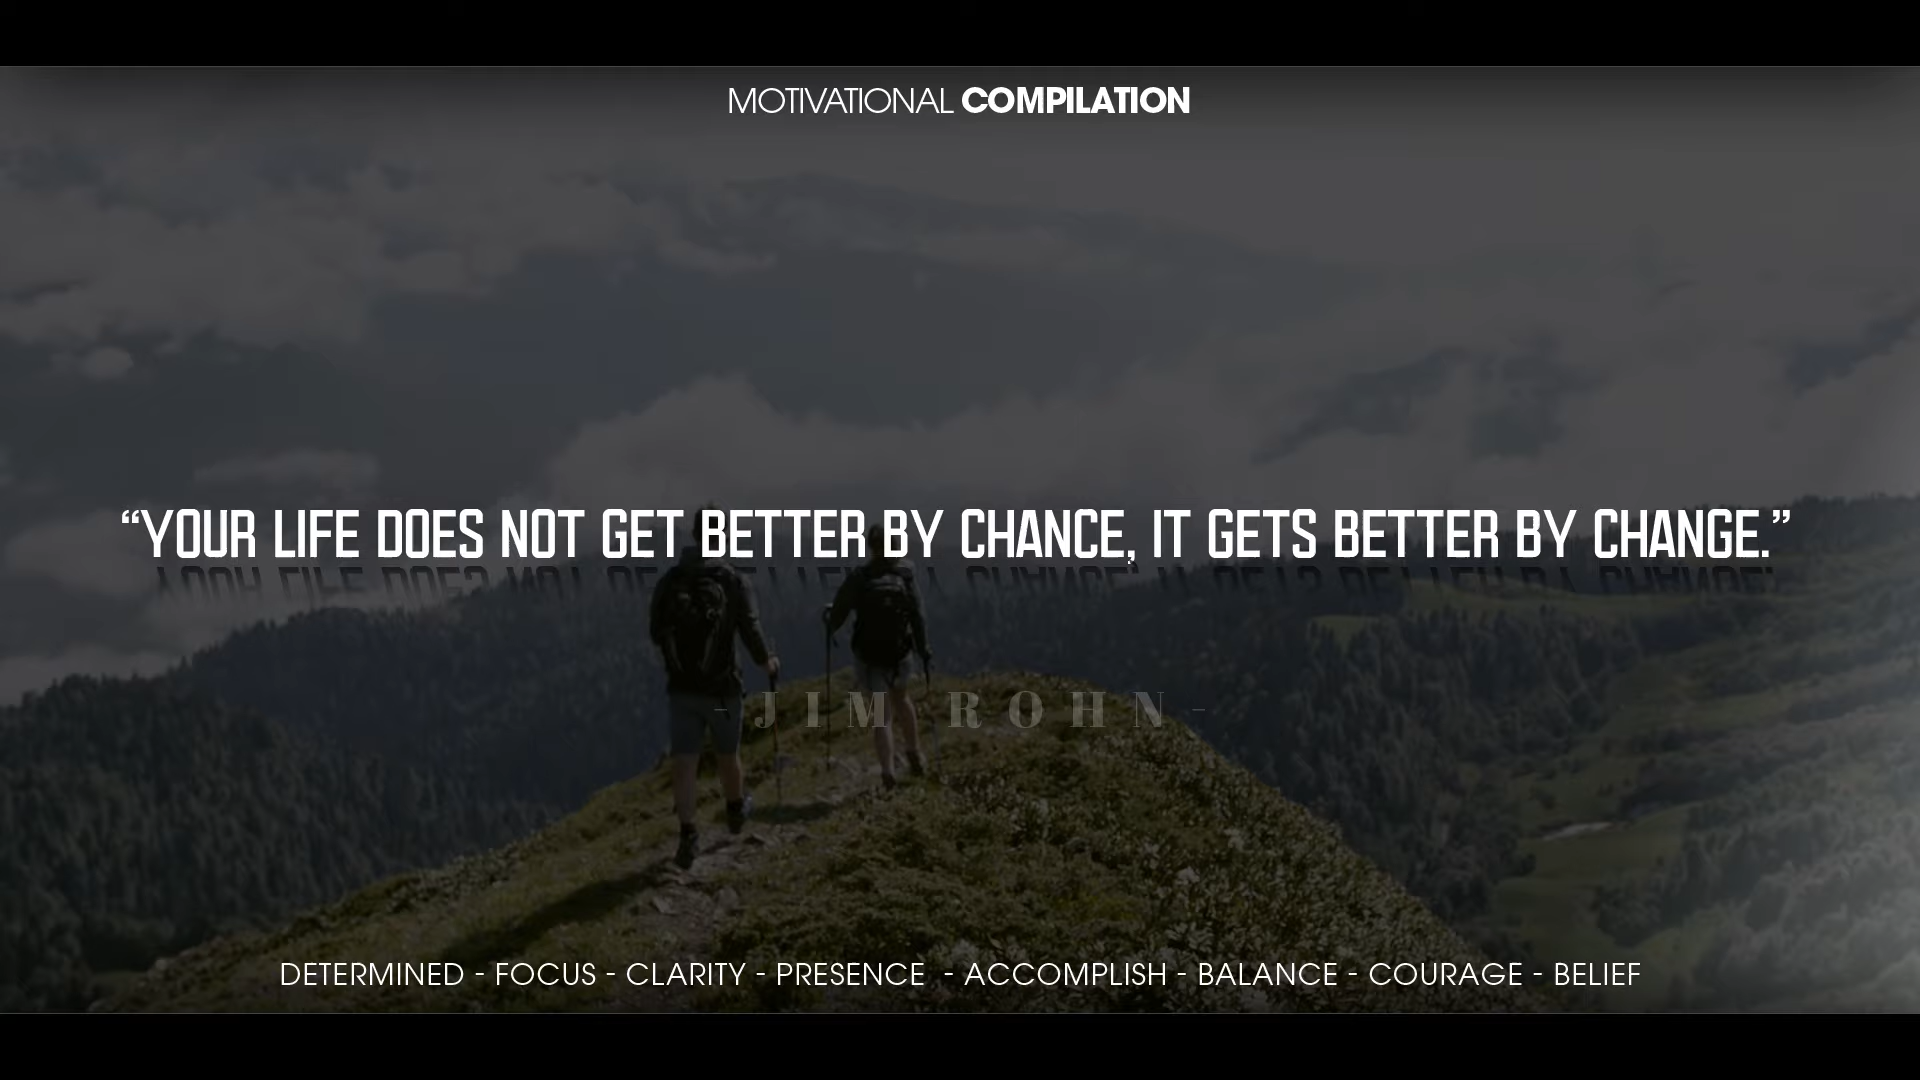 MOTIVATIONAL COMPILATION
“YOUR LIFE DOES NOT GET BETTER BY CHANCE, IT GETS BETTER BY CHANGE.”
- JIM ROHN -
DETERMINED - FOCUS - CLARITY - PRESENCE - ACCOMPLISH - BALANCE - COURAGE - BELIEF